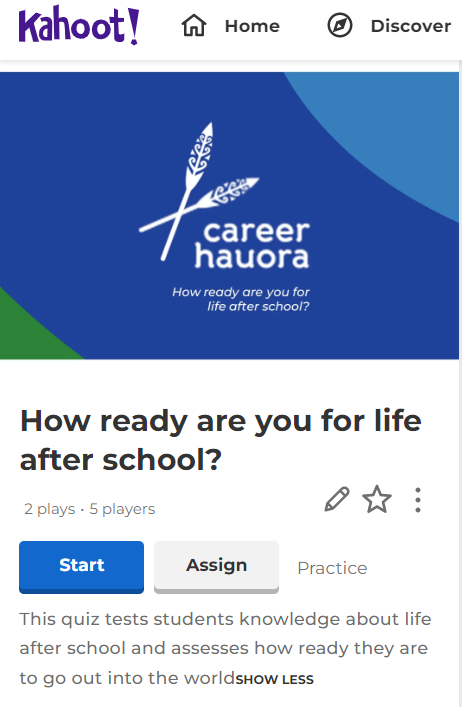 Kahoot! Home Discover
career
hauora
How ready are you for
life after school?
How ready are you for life
after school?
2 plays • 5 players
Start Assign Practice
This quiz tests students knowledge about life
after school and assesses how ready they are
to go out into the worldSHOW LESS